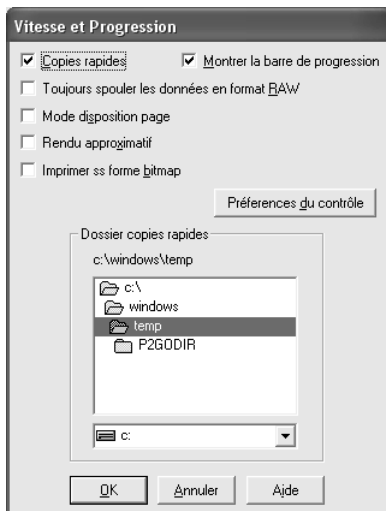 Vitesse et Progression
Copies rapides Montrer la barre de progression
Toujours spouler les données en format RAW
Mode disposition page
Rendu approximatif
Imprimer ss forme bitmap
Préferences du contrôle
Dossier copies rapides
c:\windows\temp
c:\
windows
temp
P2GODIR
c:
OK Annuler Aide